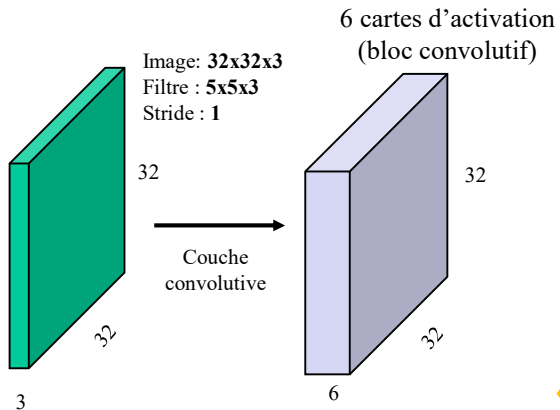 6 cartes d’activation
(bloc convolutif)
Image: 32x32x3
Filtre : 5x5x3
Stride : 1
32
32
Couche
convolutive
32
32
3
6